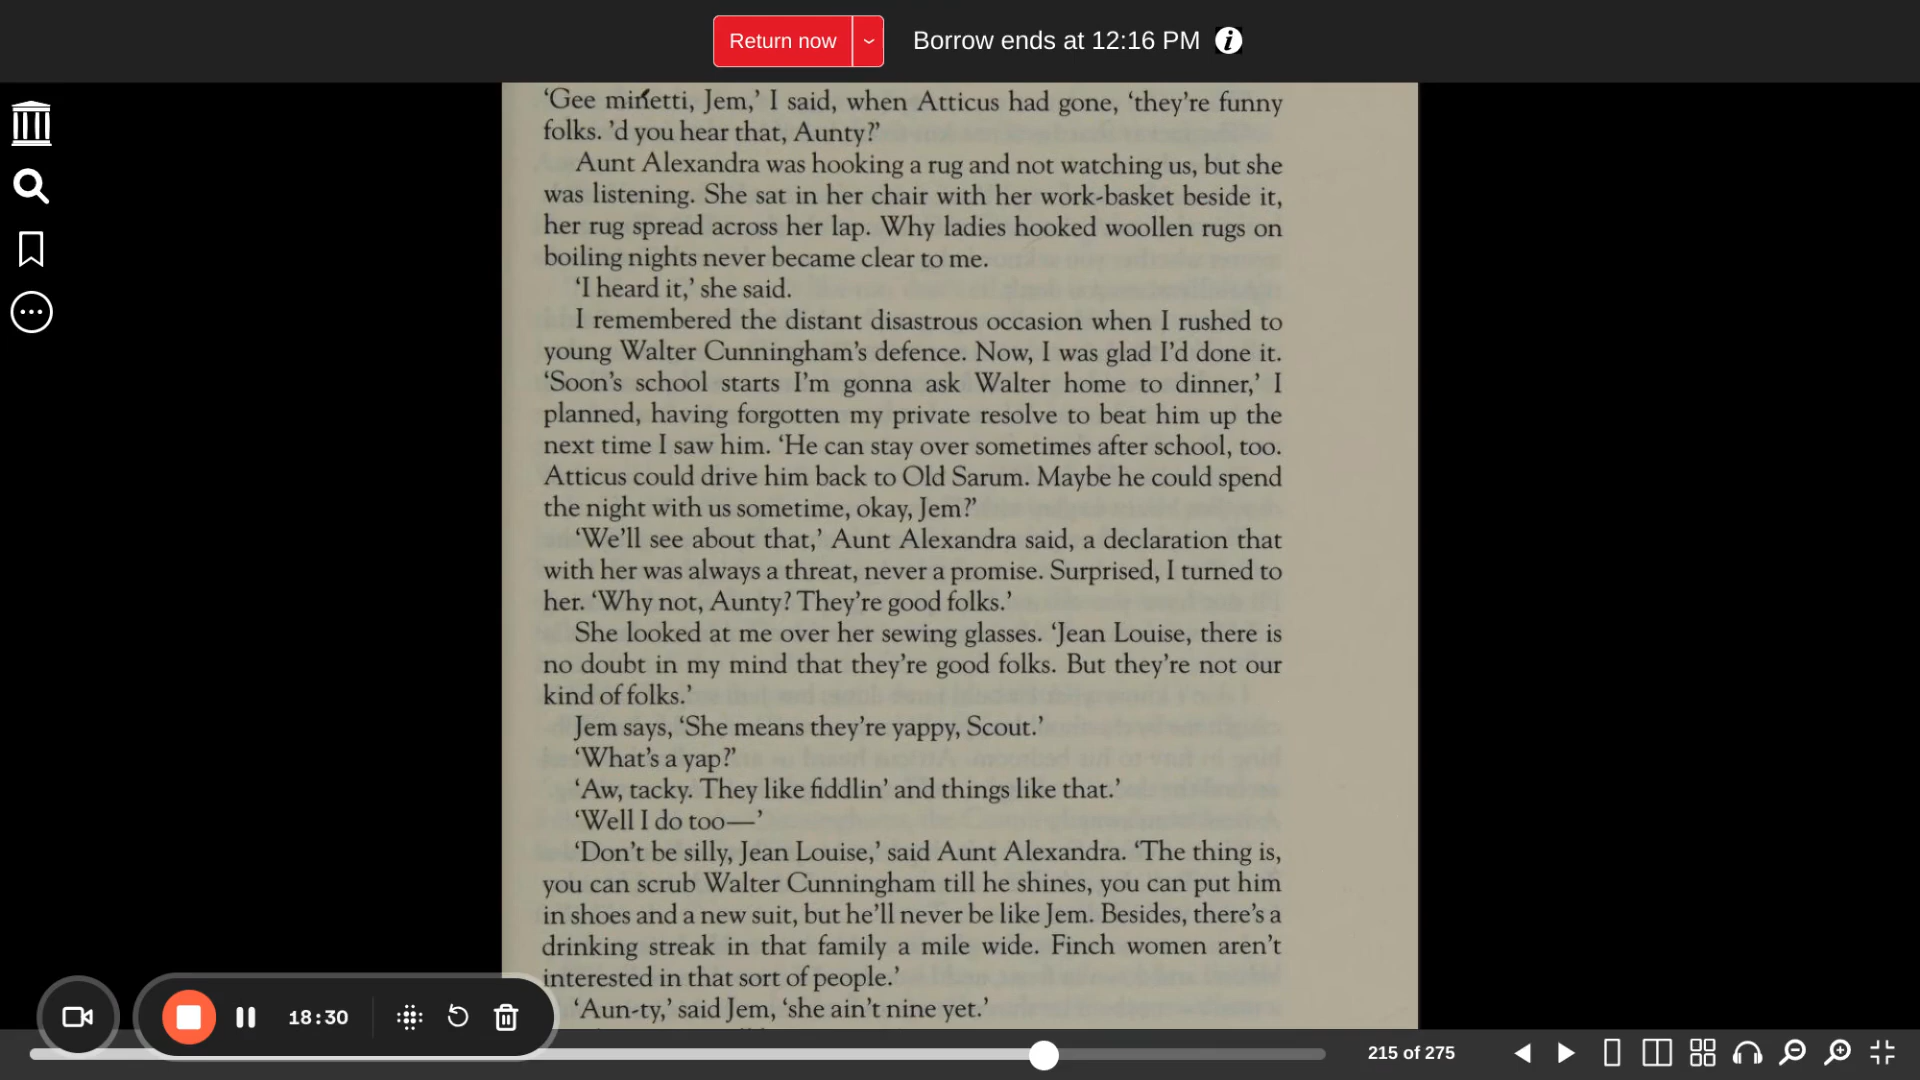 Return now
Borrow ends at 12:16 PM
‘Gee minetti, Jem,’ I said, when Atticus had gone, ‘they’re funny
folks. ’d you hear that, Aunty?’
Aunt Alexandra was hooking a rug and not watching us, but she
was listening. She sat in her chair with her work-basket beside it,
her rug spread across her lap. Why ladies hooked woollen rugs on
boiling nights never became clear to me.
‘I heard it,’ she said.
I remembered the distant disastrous occasion when I rushed to
young Walter Cunningham’s defence. Now, I was glad I’d done it.
‘Soon’s school starts I’m gonna ask Walter home to dinner,’ I
planned, having forgotten my private resolve to beat him up the
next time I saw him. ‘He can stay over sometimes after school, too.
Atticus could drive him back to Old Sarum. Maybe he could spend
the night with us sometime, okay, Jem?’
‘We’ll see about that,’ Aunt Alexandra said, a declaration that
with her was always a threat, never a promise. Surprised, I turned to
her. ‘Why not, Aunty? They’re good folks.’
She looked at me over her sewing glasses. ‘Jean Louise, there is
no doubt in my mind that they’re good folks. But they’re not our
kind of folks.’
Jem says, ‘She means they’re yappy, Scout.’
‘What’s a yap?’
‘Aw, tacky. They like fiddlin’ and things like that.’
‘Well I do too—’
‘Don’t be silly, Jean Louise,’ said Aunt Alexandra. ‘The thing is,
you can scrub Walter Cunningham till he shines, you can put him
in shoes and a new suit, but he’ll never be like Jem. Besides, there’s a
drinking streak in that family a mile wide. Finch women aren’t
interested in that sort of people.’
‘Aun-ty,’ said Jem, ‘she ain’t nine yet.’
18:30
215 of 275